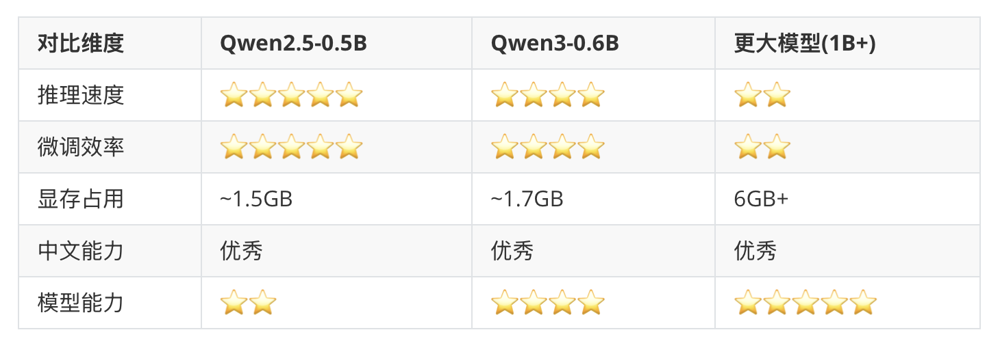 对比维度 Qwen2.5-0.5B Qwen3-0.6B 更大模型(1B+)
推理速度 ⭐⭐⭐⭐⭐ ⭐⭐⭐⭐ ⭐⭐
微调效率 ⭐⭐⭐⭐⭐ ⭐⭐⭐⭐ ⭐⭐
显存占用 ~1.5GB ~1.7GB 6GB+
中文能力 优秀 优秀 优秀
模型能力 ⭐⭐ ⭐⭐⭐⭐ ⭐⭐⭐⭐⭐